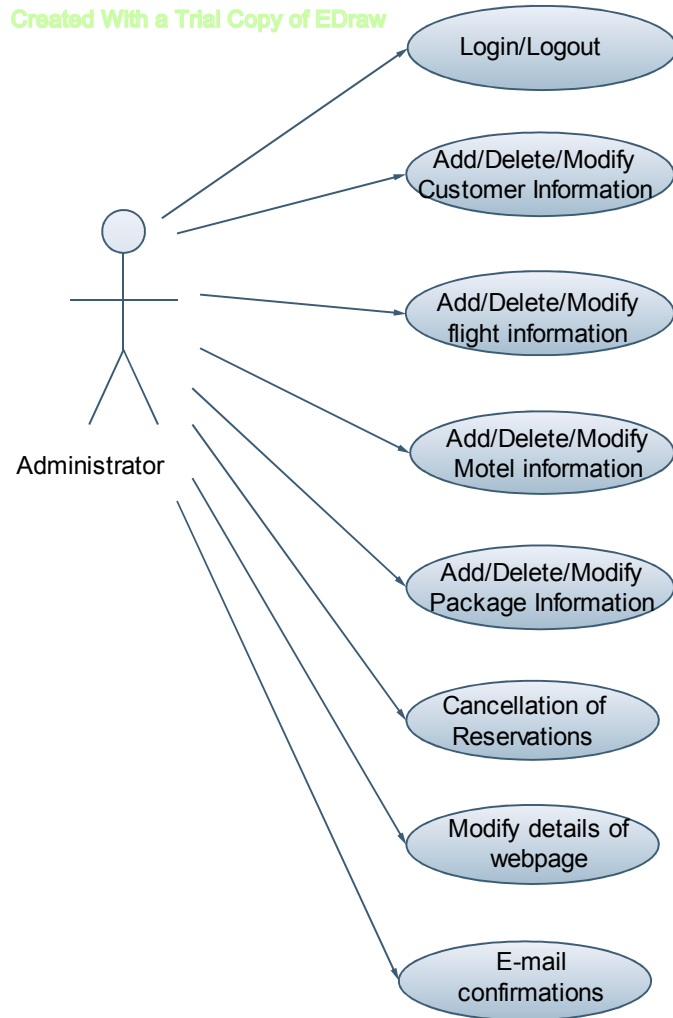 Created With a Trial Copy of EDraw
Login/Logout
Add/Delete/Modify
Customer Information
Add/Delete/Modify
flight information
Add/Delete/Modify
Motel information
Administrator
Add/Delete/Modify
Package Information
Cancellation of
Reservations
Modify details of
webpage
E-mail
confirmations